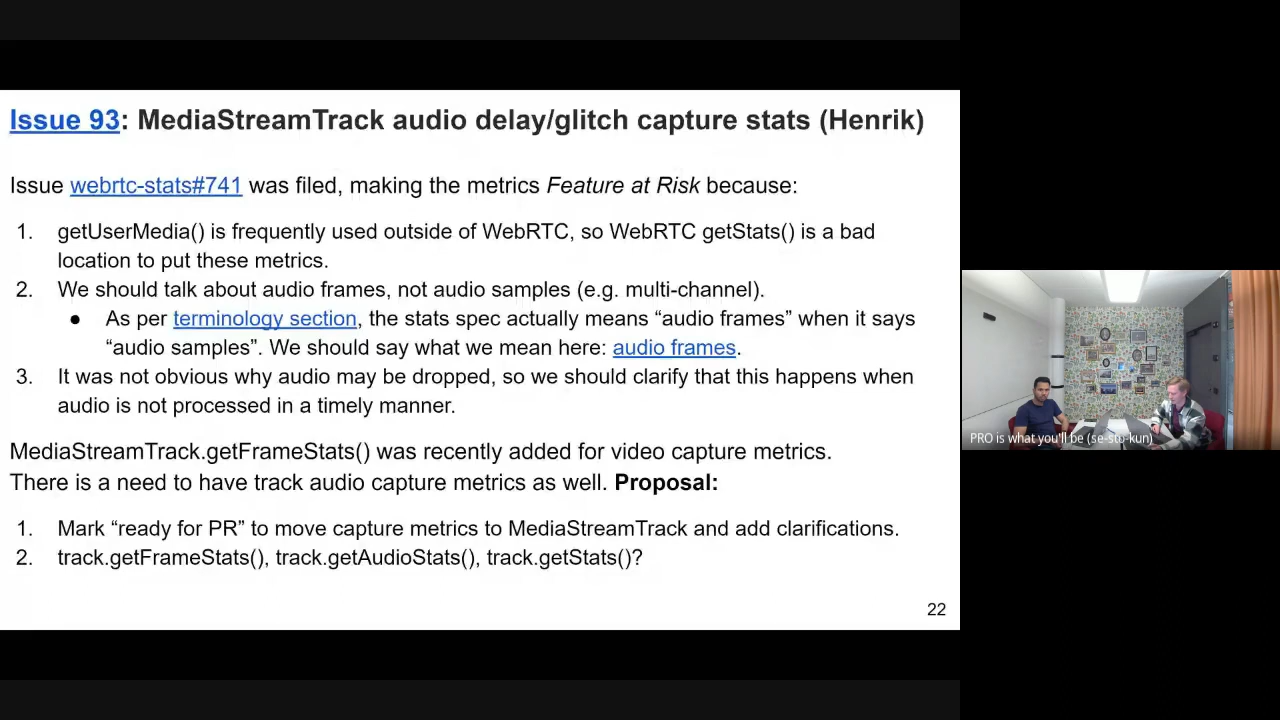 Issue 93: MediaStreamTrack audio delay/glitch capture stats (Henrik)
Issue webrtc-stats#741 was filed, making the metrics Feature at Risk because:
1. getUserMedia() is frequently used outside of WebRTC, so WebRTC getStats() is a bad
location to put these metrics.
2. We should talk about audio frames, not audio samples (e.g. multi-channel).
● As per terminology section, the stats spec actually means “audio frames” when it says
“audio samples”. We should say what we mean here: audio frames.
3. It was not obvious why audio may be dropped, so we should clarify that this happens when
audio is not processed in a timely manner.
MediaStreamTrack.getFrameStats() was recently added for video capture metrics.
There is a need to have track audio capture metrics as well. Proposal:
1. Mark “ready for PR” to move capture metrics to MediaStreamTrack and add clarifications.
2. track.getFrameStats(), track.getAudioStats(), track.getStats()?
22
PRO is what you'll be (se-sto-kun)